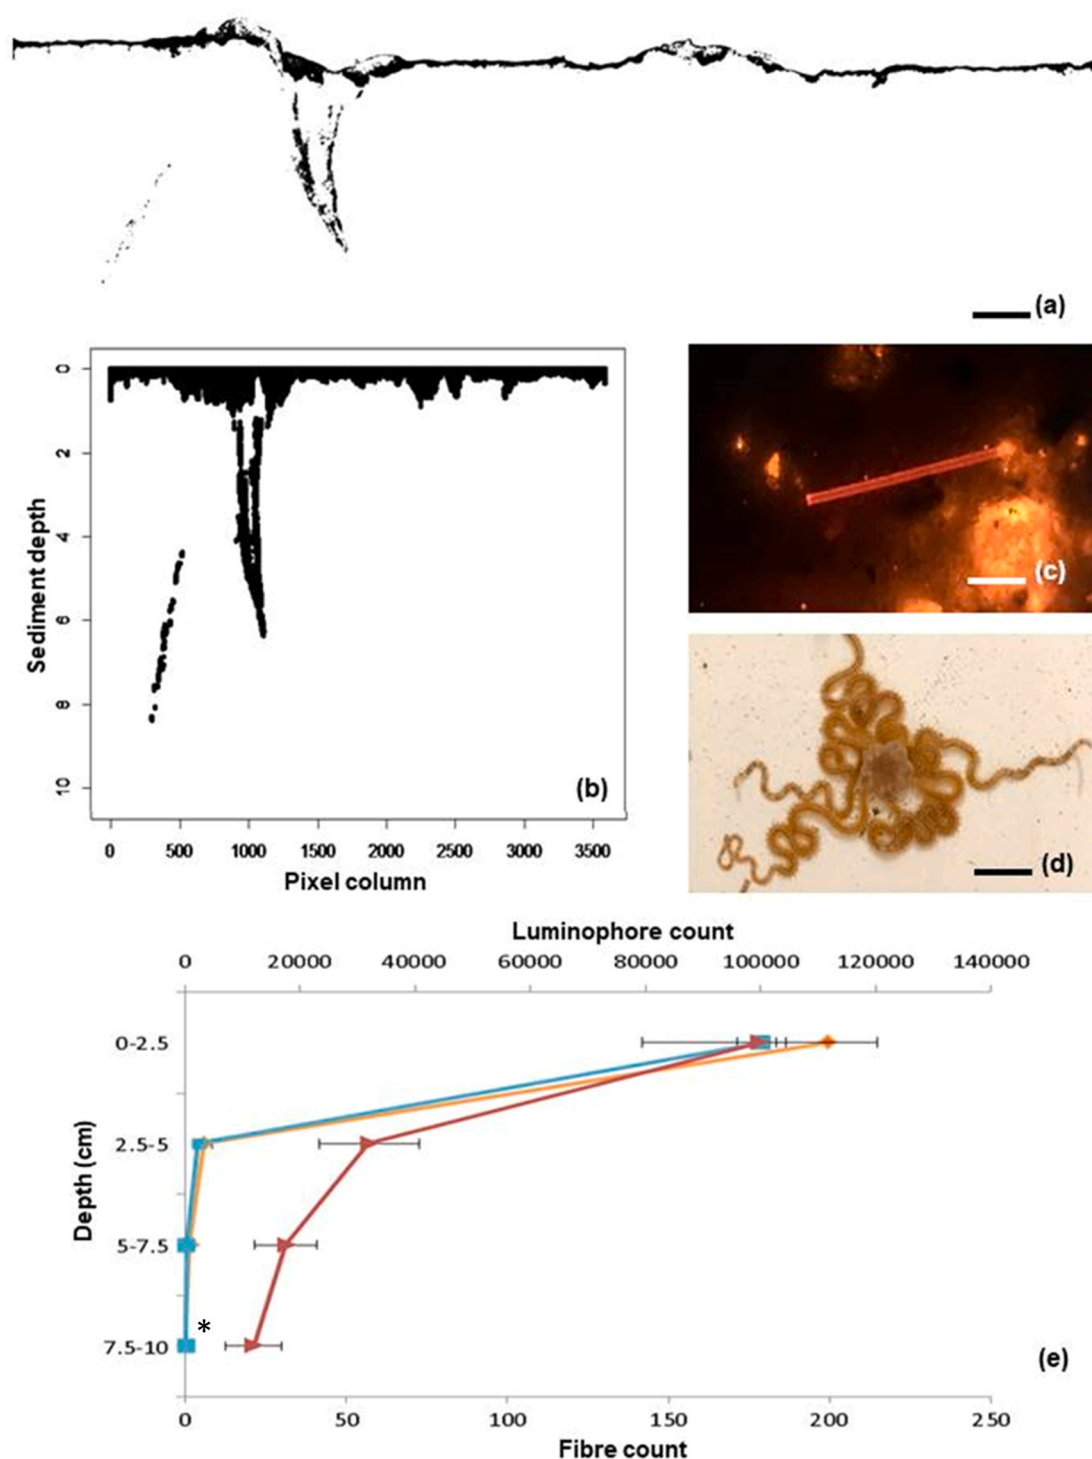 (a)
0
2
4
6
8
10
Sediment depth
(b)
0 500 1000 1500 2000 2500 3000 3500
Pixel column
(c)
(d)
Luminophore count
0 20000 40000 60000 80000 100000 120000 140000
0-2.5
2.5-5
5-7.5
7.5-10
*
Depth (cm)
(e)
0 50 100 150 200 250
Fibre count